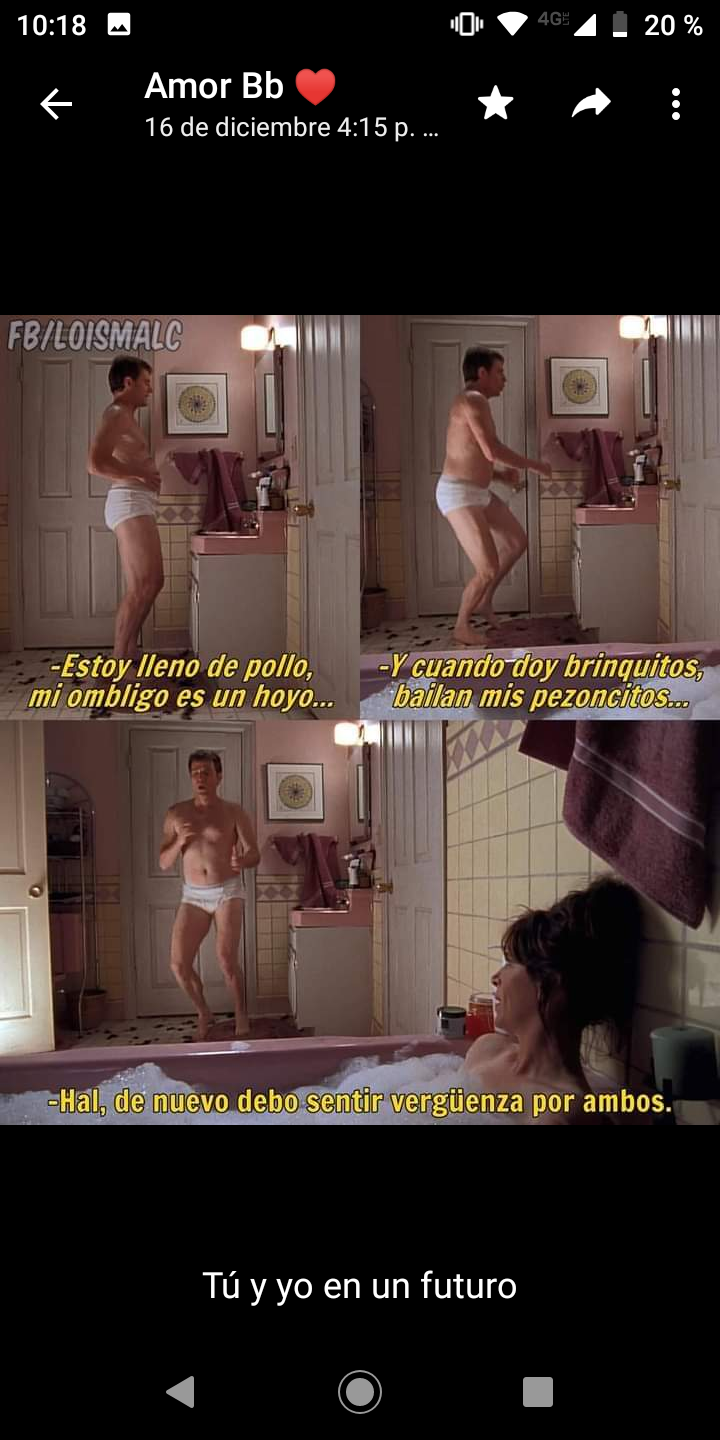 10:18
4G
20 %
Amor Bb ❤️
16 de diciembre 4:15 p. ...
FB/LOISMALC
-Estoy lleno de pollo,
mi ombligo es un hoyo...
-Y cuando doy brinquitos,
bailan mis pezoncitos...
-Hal, de nuevo debo sentir vergüenza por ambos.
Tú y yo en un futuro